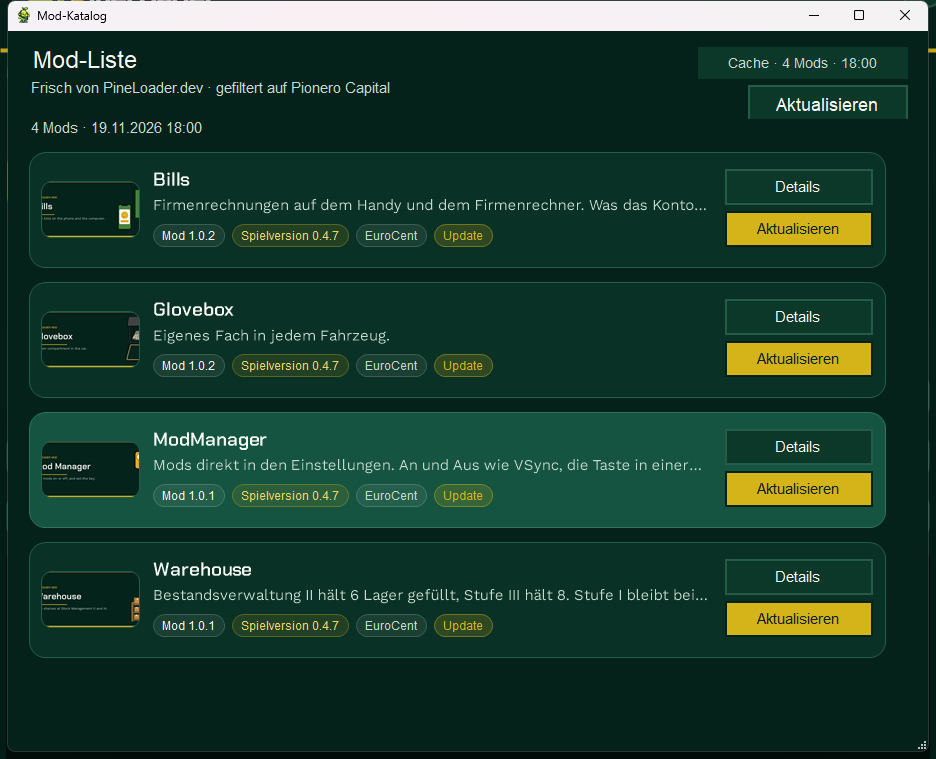 Mod-Katalog
Mod-Liste
Cache · 4 Mods · 18:00
Frisch von PineLoader.dev · gefiltert auf Pionero Capital
Aktualisieren
4 Mods · 19.11.2026 18:00
Bills
Firmenrechnungen auf dem Handy und dem Firmenrechner. Was das Konto...
Mod 1.0.2 Spielversion 0.4.7 EuroCent Update
Details
Aktualisieren
Glovebox
Eigenes Fach in jedem Fahrzeug.
Mod 1.0.2 Spielversion 0.4.7 EuroCent Update
Details
Aktualisieren
od Manager
ModManager
Mods direkt in den Einstellungen. An und Aus wie VSync, die Taste in einer...
Mod 1.0.1 Spielversion 0.4.7 EuroCent Update
Details
Aktualisieren
Warehouse
Bestandsverwaltung II hält 6 Lager gefüllt, Stufe III hält 8. Stufe I bleibt bei...
Mod 1.0.1 Spielversion 0.4.7 EuroCent Update
Details
Aktualisieren